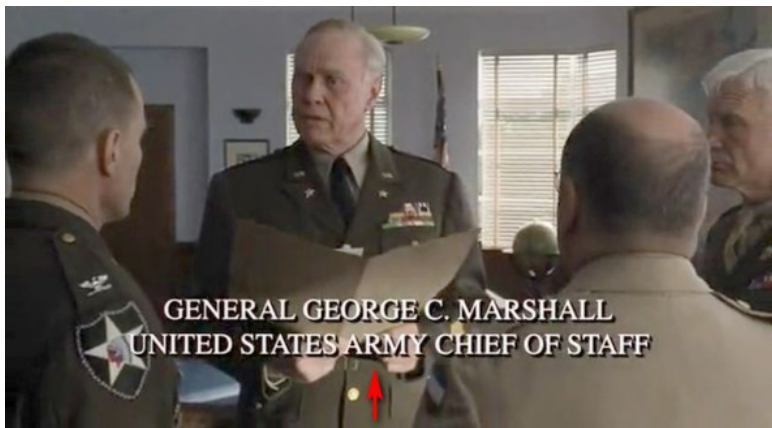 GENERAL GEORGE C. MARSHALL
UNITED STATES ARMY CHIEF OF STAFF